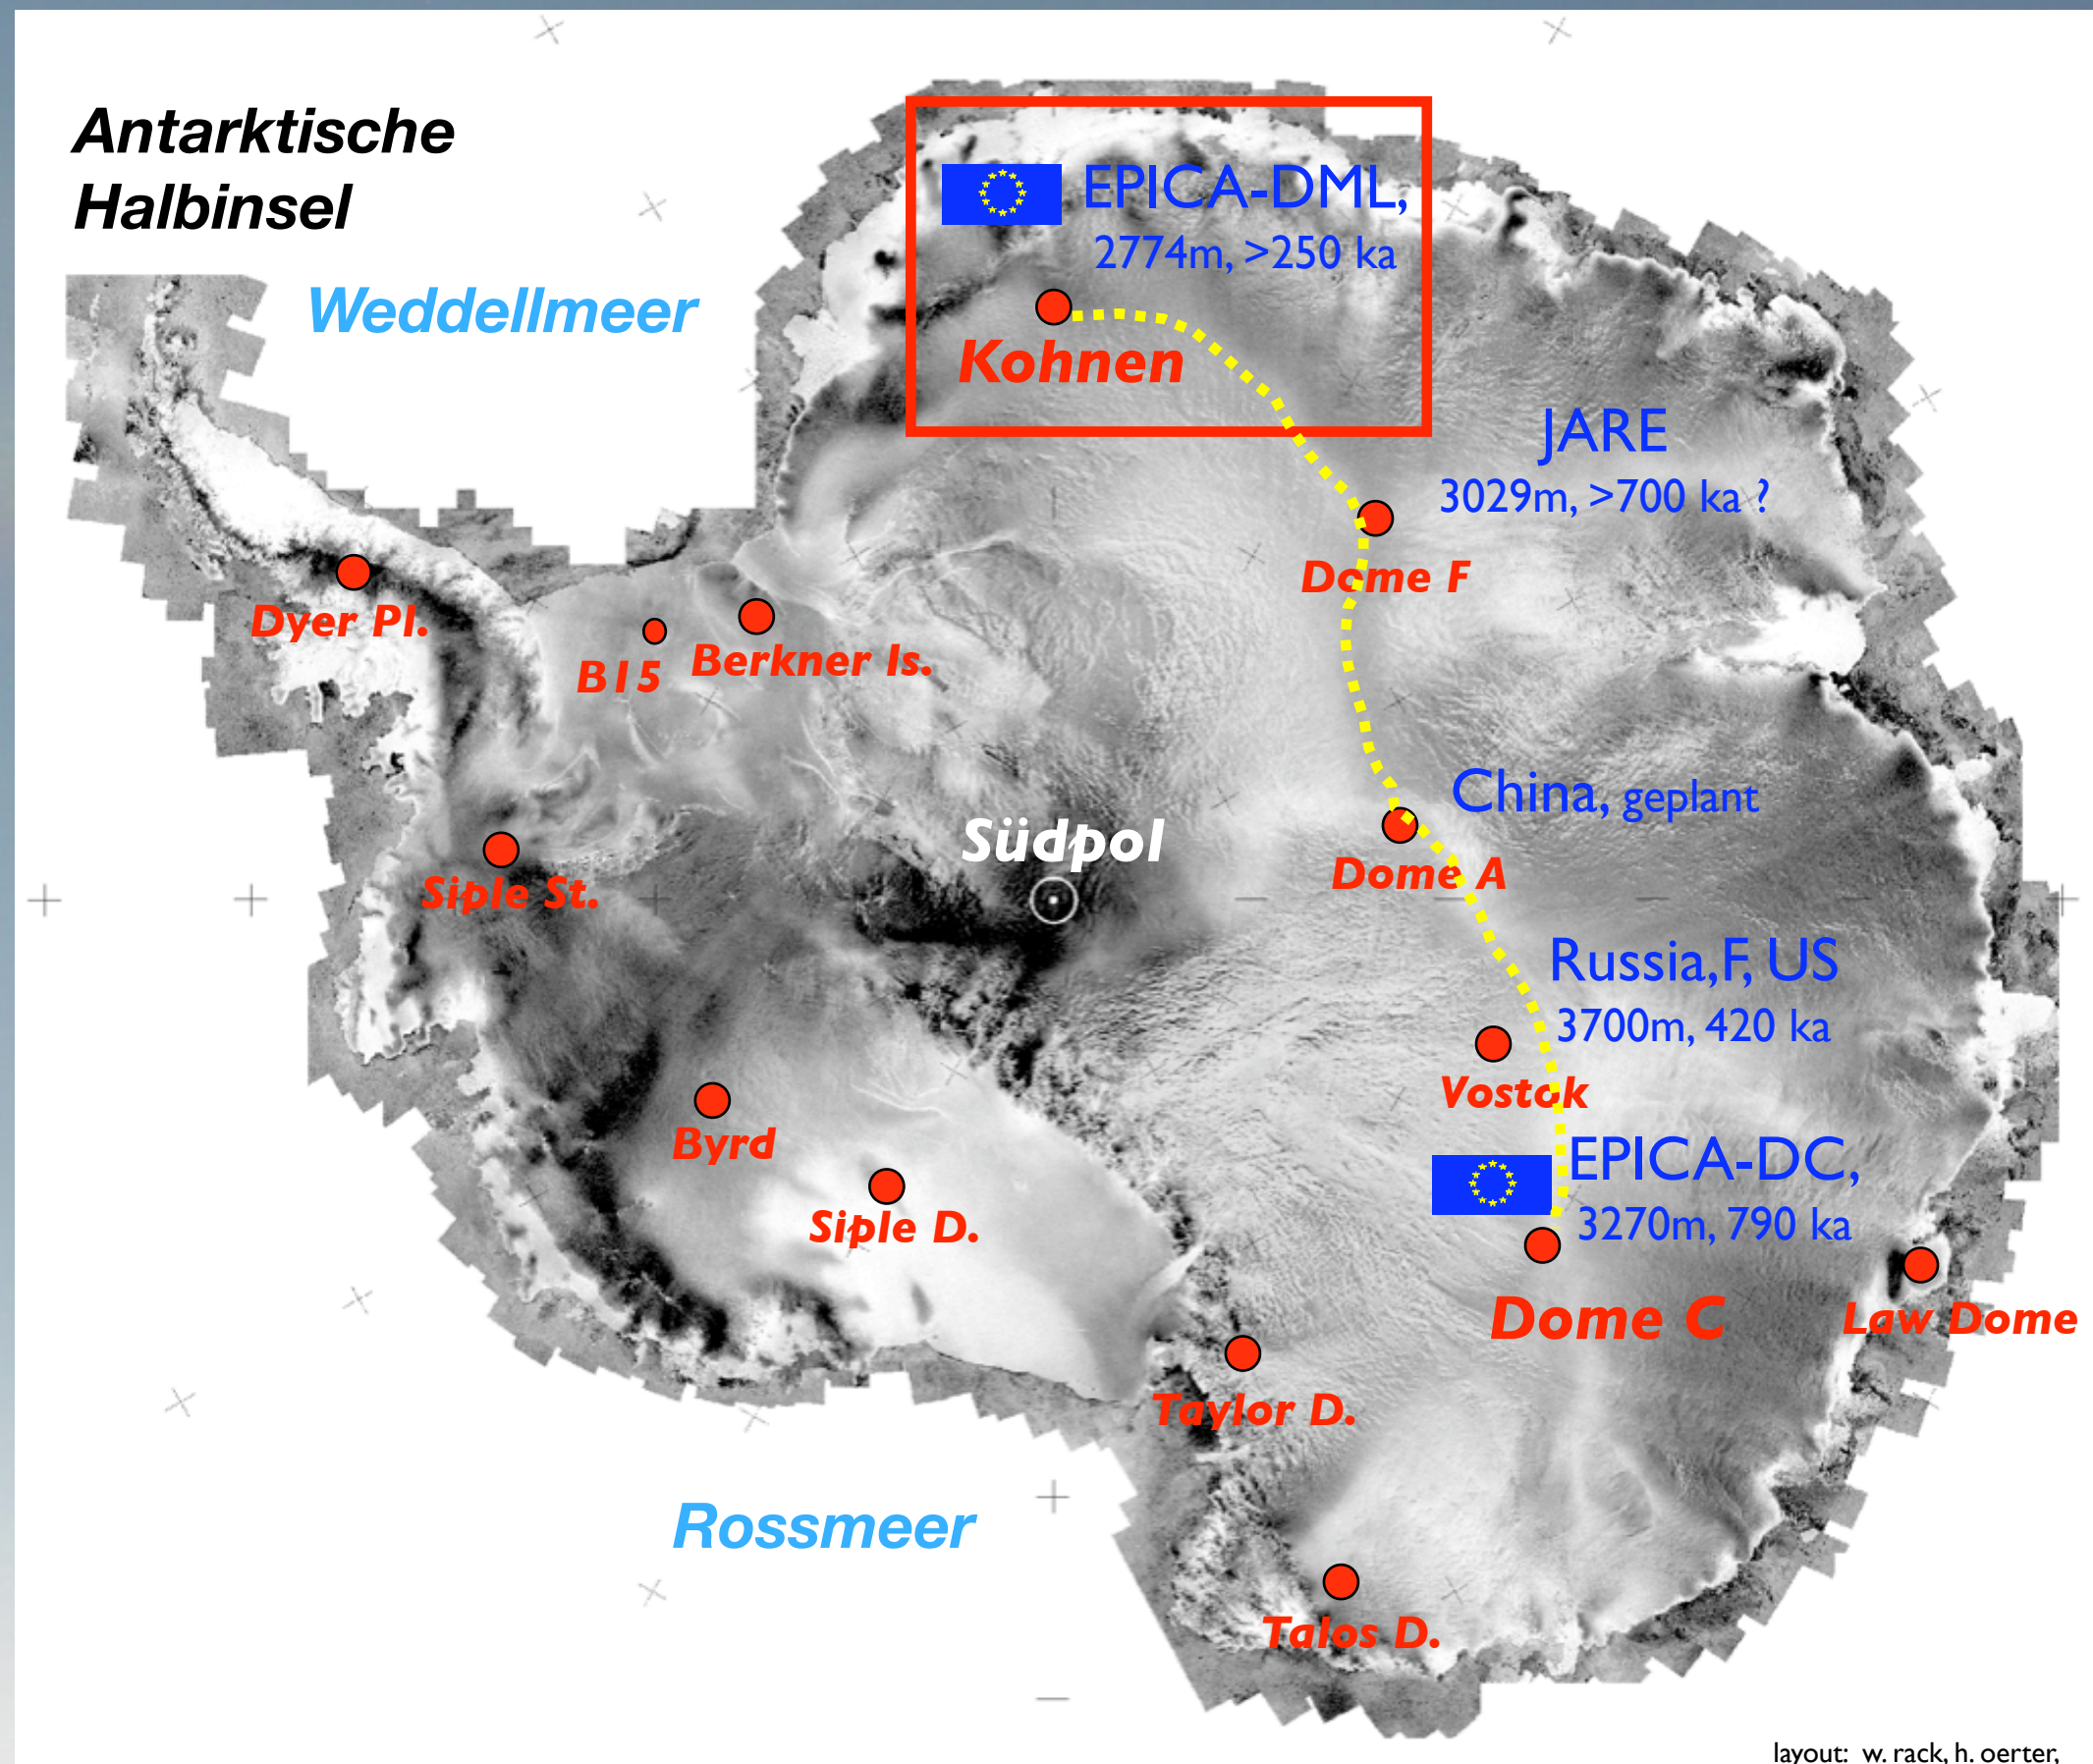 Antarktische
Halbinsel
EPICA-DML,
2774m, >250 ka
Weddellmeer
Kohnen
JARE
3029m, >700 ka ?
Dome F
Dyer Pl.
B15
Berkner Is.
China, geplant
Südpol
Dome A
Siple St.
Russia,F, US
3700m, 420 ka
Vostok
Byrd
EPICA-DC,
3270m, 790 ka
Siple D.
Dome C
Law Dome
Taylor D.
Rossmeer
Talos D.
layout: w. rack, h. oerter,